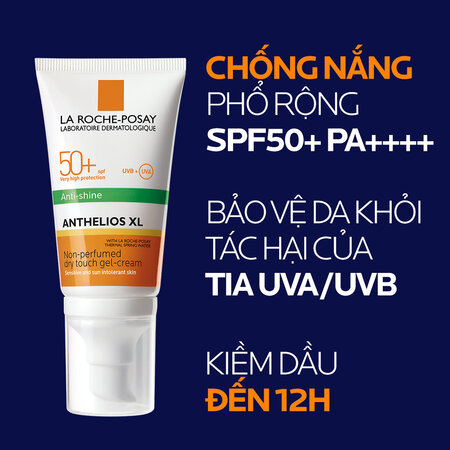 LA ROCHE-POSAY
LABORATOIRE DERMATOLOGIQUE
50+ spf
Very high protection
UVB + UVA
Anti-shine
ANTHELIOS XL
WITH LA ROCHE-POSAY
THERMAL SPRING WATER
Non-perfumed
dry touch gel-cream
Sensitive and sun intolerant skin
CHỐNG NẮNG
PHỔ RỘNG
SPF50+ PA++++
BẢO VỆ DA KHỎI
TÁC HẠI CỦA
TIA UVA/UVB
KIỀM DẦU
ĐẾN 12H